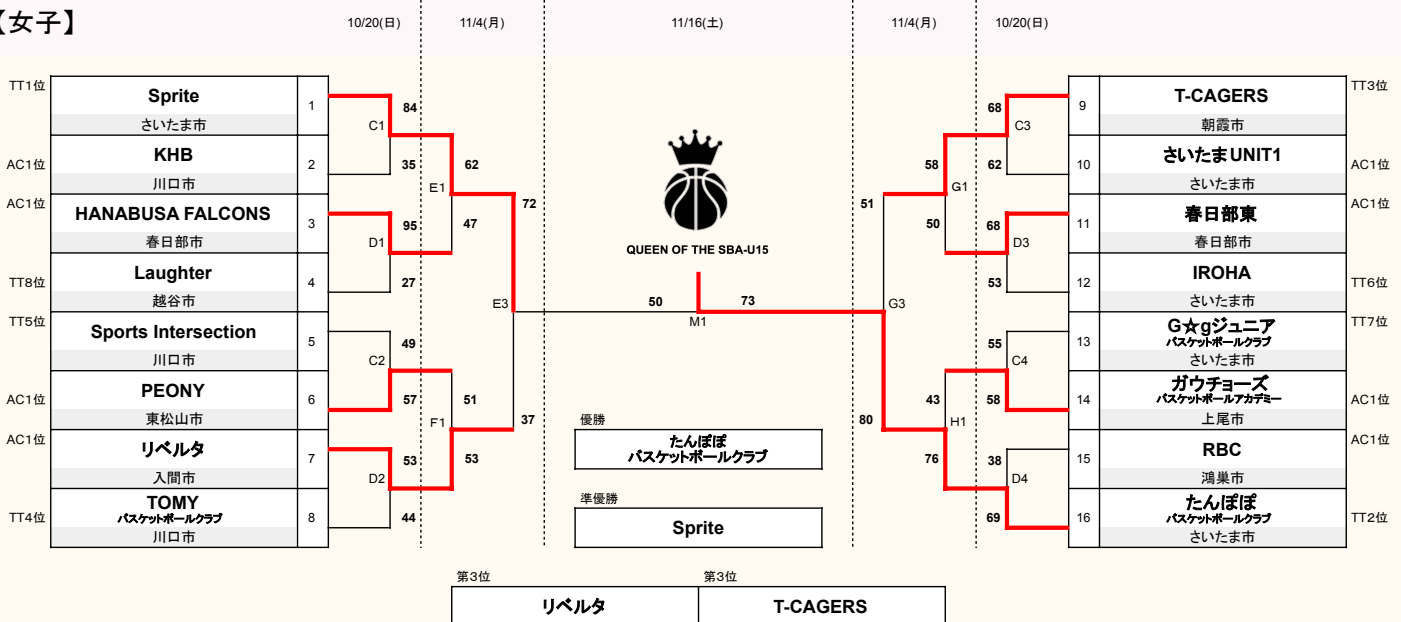 【女子】
10/20(日)
11/4(月)
11/16(土)
11/4(月)
10/20(日)
TT1位
Sprite
1
さいたま市
C1
84
AC1位
KHB
2
川口市
35
E1
62
AC1位
HANABUSA FALCONS
3
春日部市
D1
95
47
72
TT8位
Laughter
4
越谷市
27
E3
TT5位
Sports Intersection
5
川口市
C2
49
AC1位
PEONY
6
東松山市
57
F1
51
37
AC1位
リベルタ
7
入間市
D2
53
53
TT4位
TOMY
バスケットボールクラブ
8
川口市
44
QUEEN OF THE SBA-U15
50
73
M1
優勝
たんぽぽ
バスケットボールクラブ
準優勝
Sprite
68
C3
9
T-CAGERS
朝霞市
TT3位
58
62
G1
10
さいたまUNIT1
さいたま市
AC1位
51
50
68
D3
11
春日部東
春日部市
AC1位
53
12
IROHA
さいたま市
TT6位
G3
55
C4
13
G☆gジュニア
バスケットボールクラブ
さいたま市
TT7位
43
58
14
ガウチョーズ
バスケットボールアカデミー
上尾市
AC1位
80
H1
76
38
D4
15
RBC
鴻巣市
AC1位
69
16
たんぽぽ
バスケットボールクラブ
さいたま市
TT2位
第3位
第3位
リベルタ
T-CAGERS